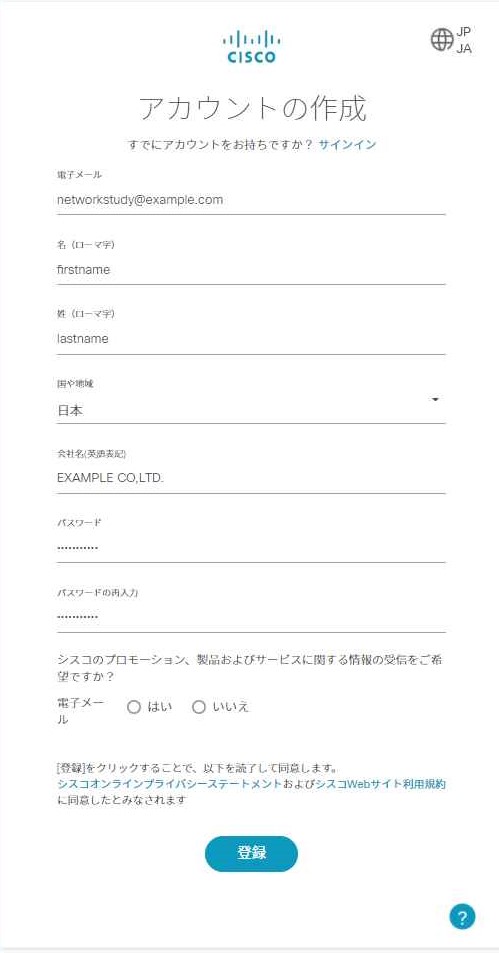 JP
JA
CISCO
アカウントの作成
すでにアカウントをお持ちですか？ サインイン
電子メール
networkstudy@example.com
名（ローマ字）
firstname
姓（ローマ字）
lastname
国や地域
日本
会社名(英語表記)
EXAMPLE CO,LTD.
パスワード
•••••••••••
パスワードの再入力
•••••••••••
シスコのプロモーション、製品およびサービスに関する情報の受信をご希
望ですか？
電子メー
ル
はい
いいえ
[登録]をクリックすることで、以下を読了して同意します。
シスコオンラインプライバシーステートメントおよびシスコWebサイト利用規約
に同意したとみなされます
登録
?